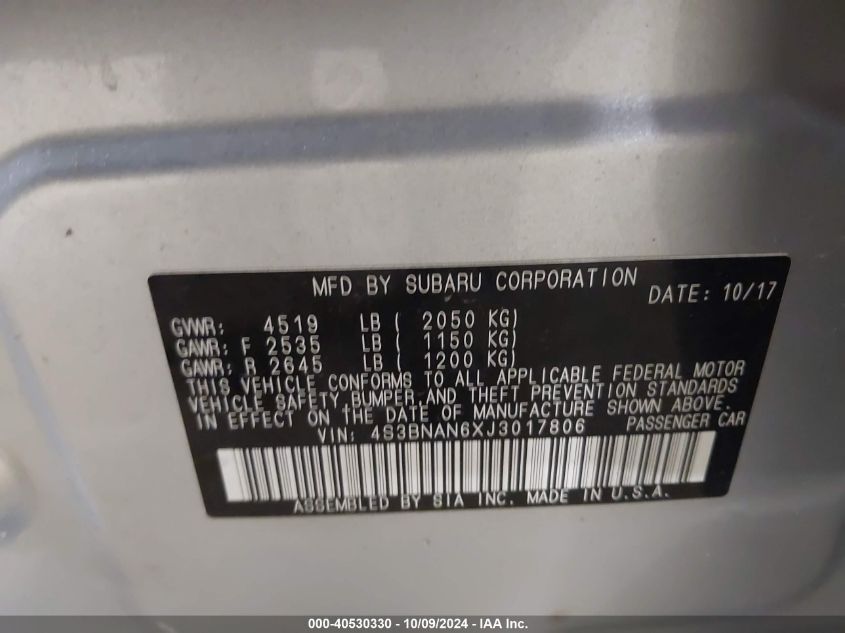 MFD BY SUBARU CORPORATION
DATE: 10/17
GVWR: 4519 LB ( 2050 KG)
GAWR: F 2535 LB ( 1150 KG)
GAWR: R 2645 LB ( 1200 KG)
THIS VEHICLE CONFORMS TO ALL APPLICABLE FEDERAL MOTOR
VEHICLE SAFETY, BUMPER, AND THEFT PREVENTION STANDARDS
IN EFFECT ON THE DATE OF MANUFACTURE SHOWN ABOVE.
VIN: 4S3BNAN6XJ3017806 PASSENGER CAR
ASSEMBLED BY SIA INC. MADE IN U.S.A.
000-40530330 - 10/09/2024 - IAA Inc.